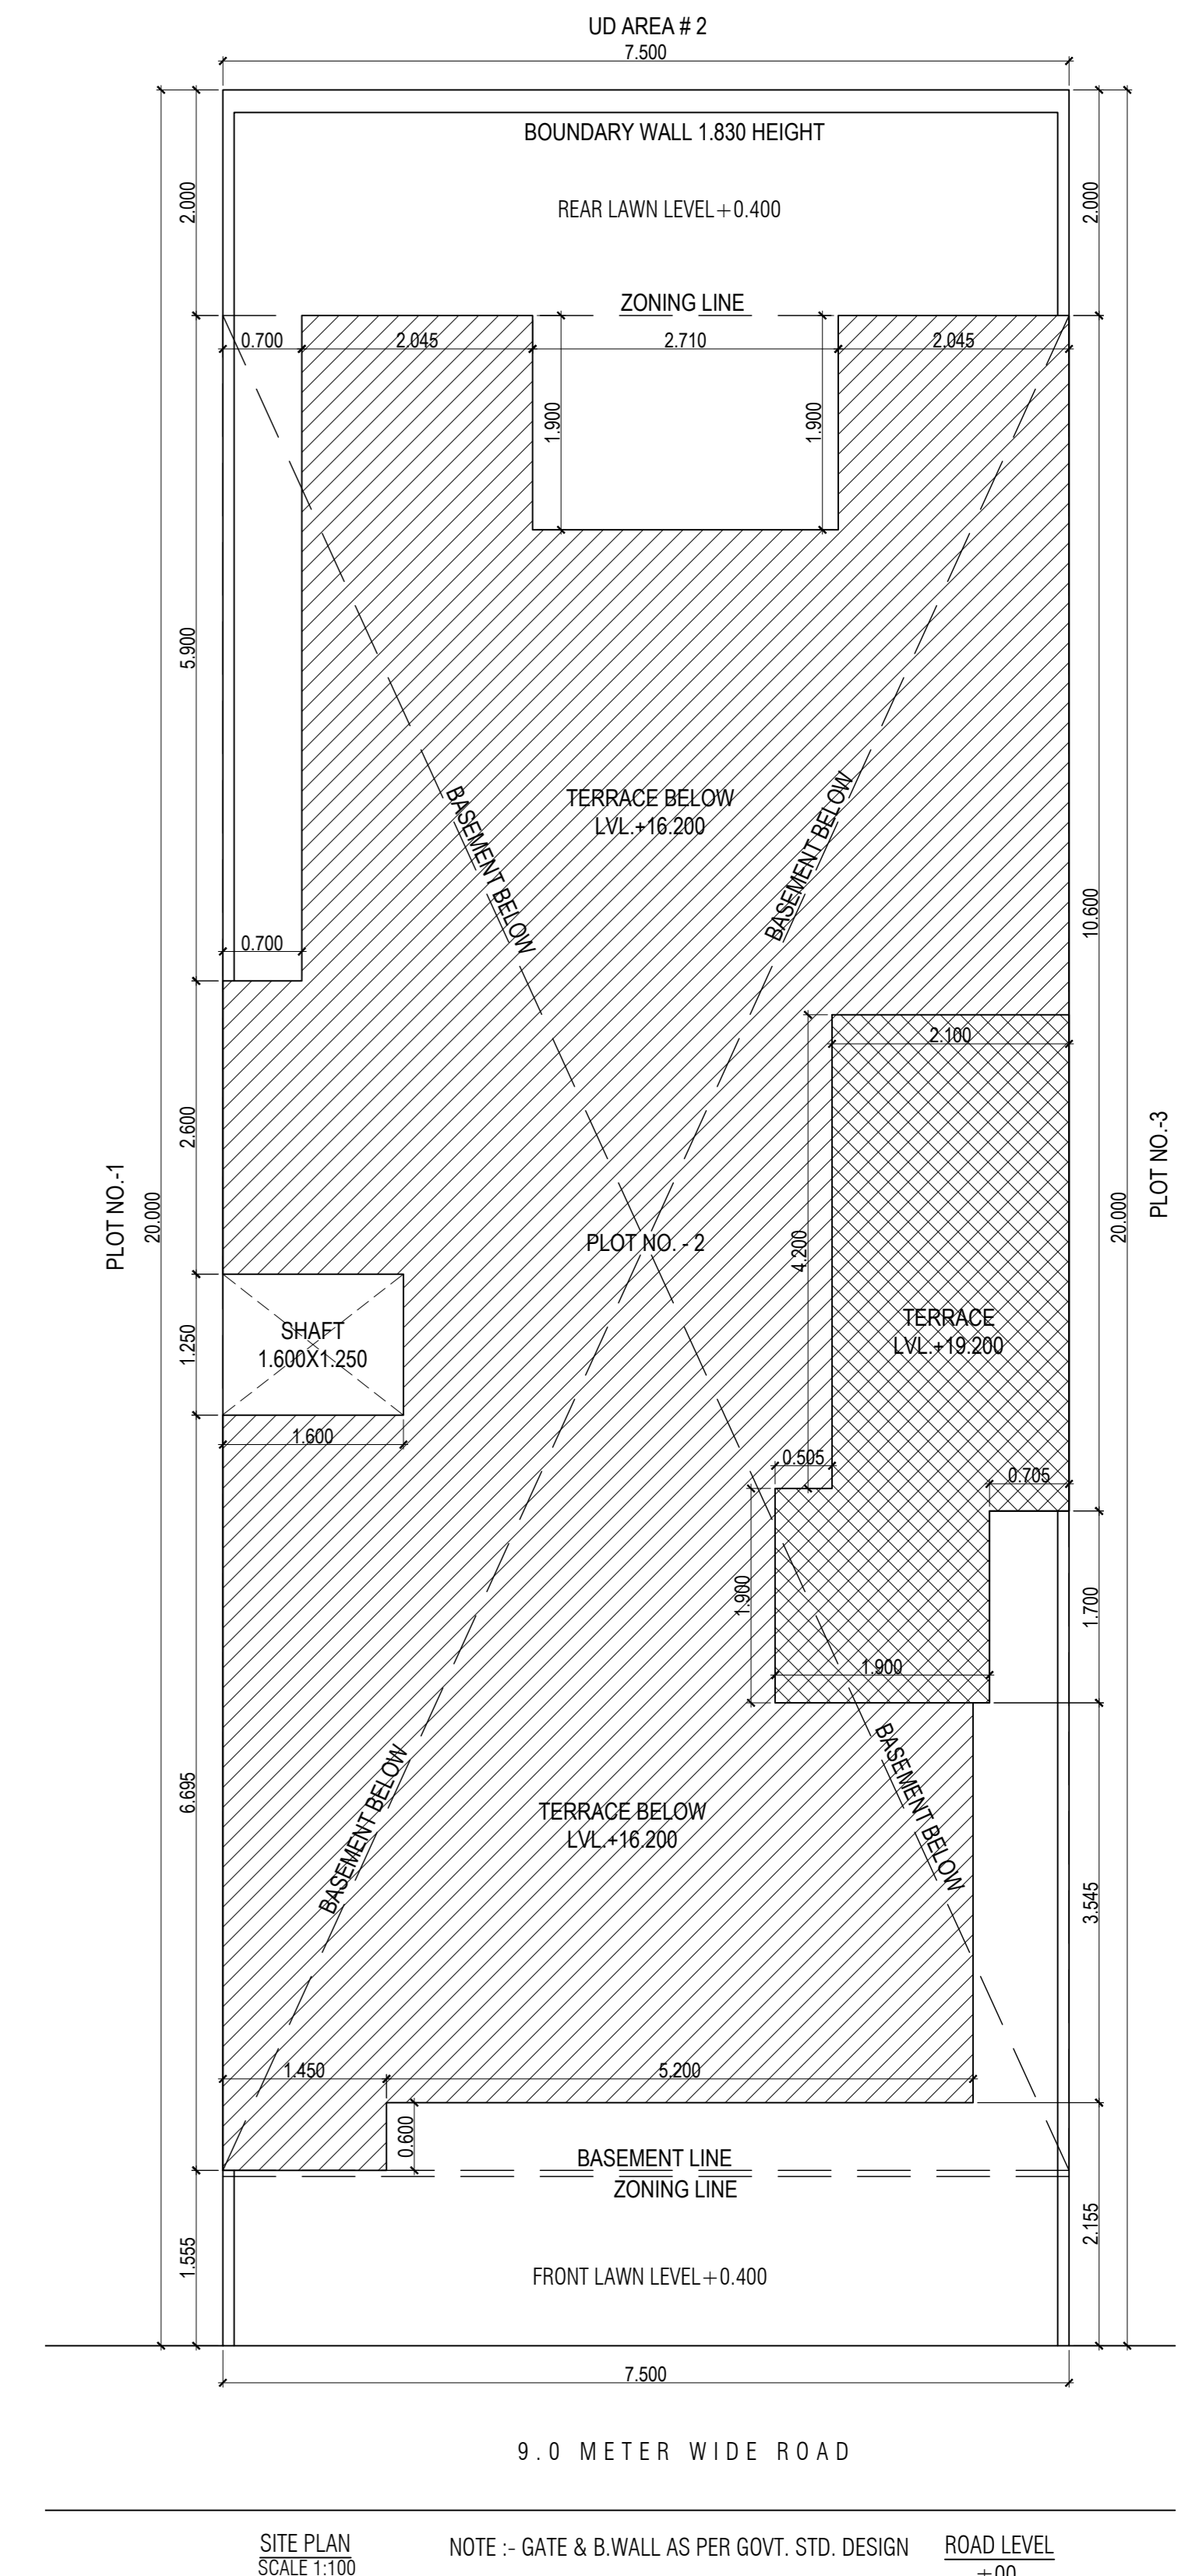 UD AREA # 2
7.500
BOUNDARY WALL 1.830 HEIGHT
2.000
2.000
REAR LAWN LEVEL+0.400
ZONING LINE
0.700
2.045
2.710
2.045
1.900
1.900
5.900
TERRACE BELOW
LVL.+16.200
BASEMENT BELOW
BASEMENT BELOW
10.600
0.700
2.100
2.600
PLOT NO.-1
20.000
PLOT NO. - 2
4.200
20.000
PLOT NO.-3
SHAFT
1.600X1.250
1.250
TERRACE
LVL.+19.200
1.600
0.505
0.705
1.900
1.700
1.900
6.695
BASEMENT BELOW
BASEMENT BELOW
TERRACE BELOW
LVL.+16.200
3.545
1.450
5.200
0.600
BASEMENT LINE
ZONING LINE
1.555
2.155
FRONT LAWN LEVEL+0.400
7.500
9.0 METER WIDE ROAD
SITE PLAN
SCALE 1:100
NOTE :- GATE & B.WALL AS PER GOVT. STD. DESIGN
ROAD LEVEL
±00